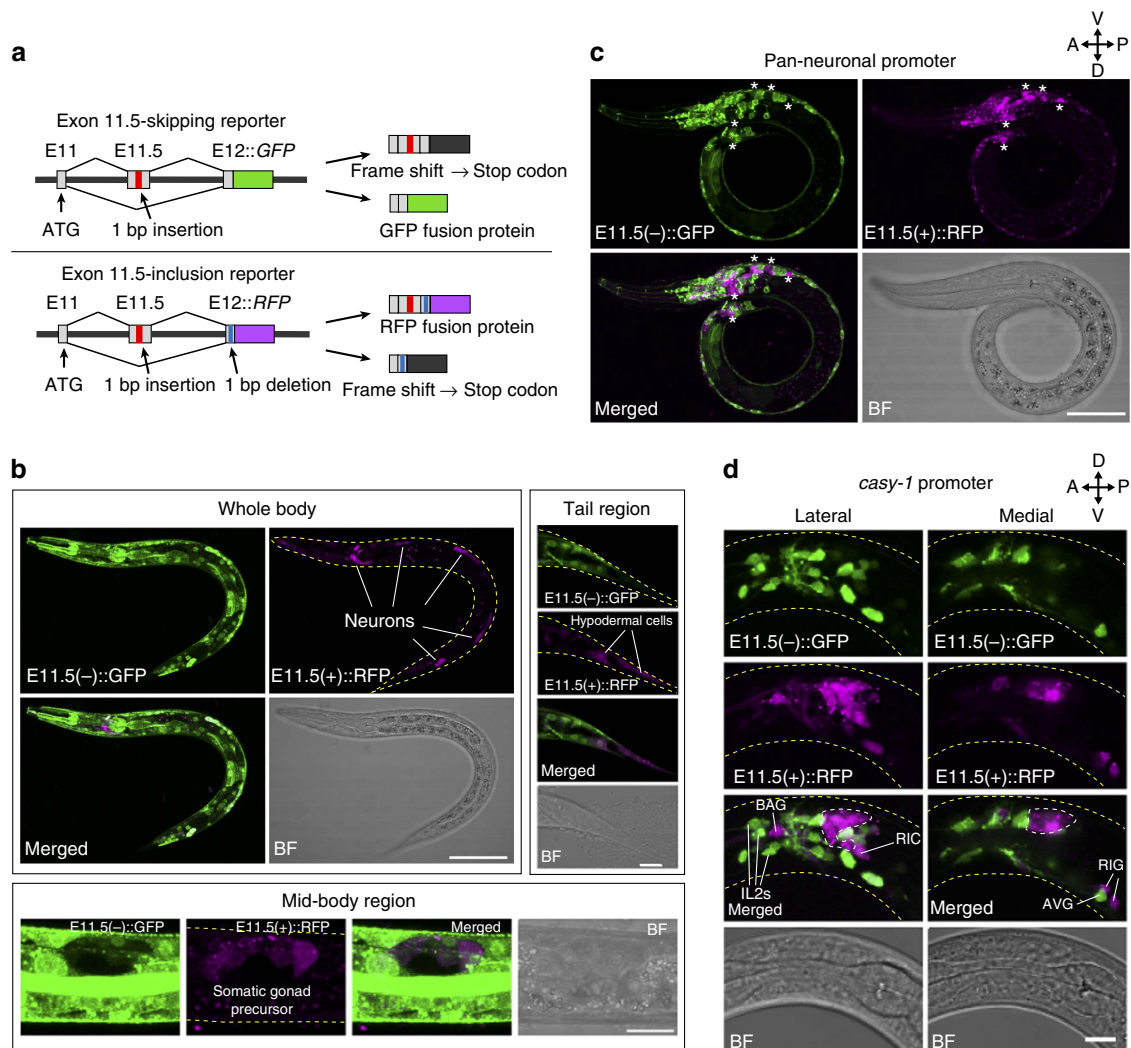 a
Exon 11.5-skipping reporter
E11 E11.5 E12::GFP
ATG 1 bp insertion
Frame shift → Stop codon
GFP fusion protein
Exon 11.5-inclusion reporter
E11 E11.5 E12::RFP
ATG 1 bp insertion 1 bp deletion
RFP fusion protein
Frame shift → Stop codon
c
Pan-neuronal promoter
V
A P
D
* * * * *
E11.5(–)::GFP
* * * * *
E11.5(+)::RFP
* * * * *
Merged
BF
b
Whole body
E11.5(–)::GFP
Neurons
E11.5(+)::RFP
Merged
BF
Tail region
E11.5(–)::GFP
Hypodermal cells
E11.5(+)::RFP
Merged
BF
Mid-body region
E11.5(–)::GFP
E11.5(+)::RFP
Somatic gonad
precursor
Merged
BF
d
casy-1 promoter
D
A P
V
Lateral
Medial
E11.5(–)::GFP
E11.5(–)::GFP
E11.5(+)::RFP
E11.5(+)::RFP
BAG
RIC
IL2s
Merged
RIG
AVG
Merged
BF
BF